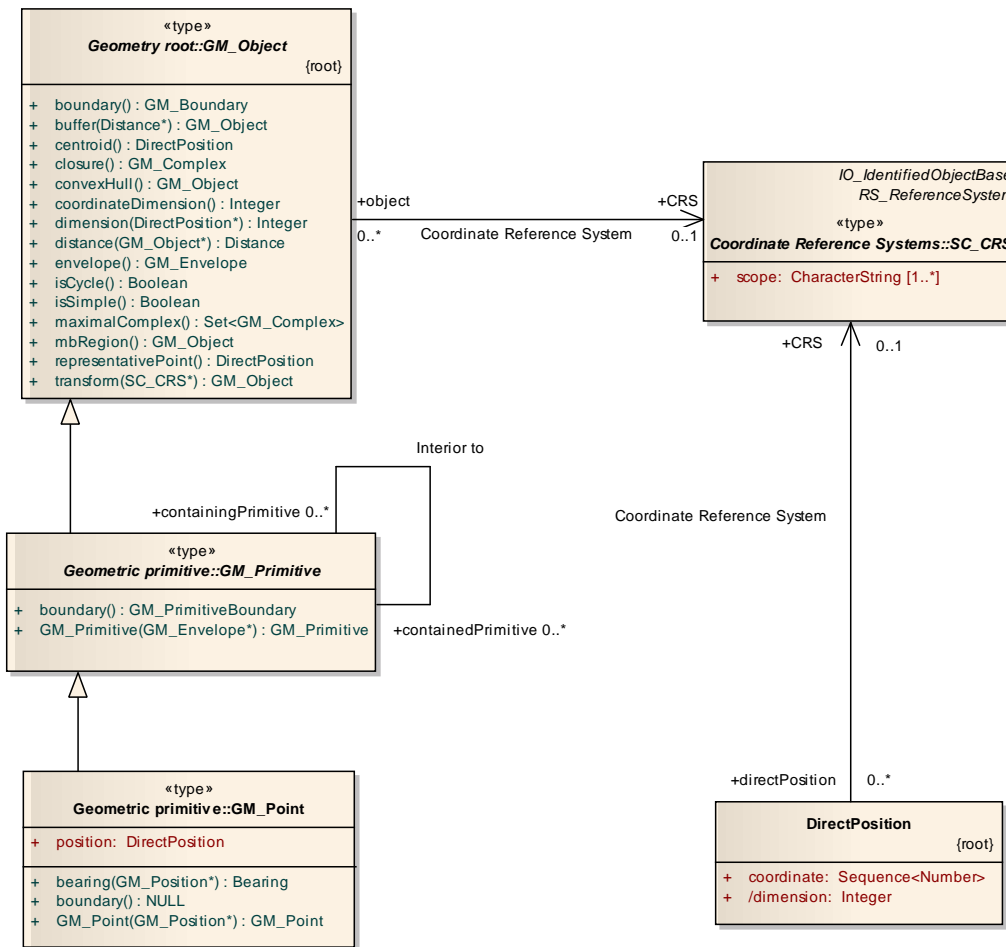 «type»
Geometry root::GM_Object
{root}
+ boundary() : GM_Boundary
+ buffer(Distance*) : GM_Object
+ centroid() : DirectPosition
+ closure() : GM_Complex
+ convexHull() : GM_Object
+ coordinateDimension() : Integer
+ dimension(DirectPosition*) : Integer
+ distance(GM_Object*) : Distance
+ envelope() : GM_Envelope
+ isCycle() : Boolean
+ isSimple() : Boolean
+ maximalComplex() : Set<GM_Complex>
+ mbRegion() : GM_Object
+ representativePoint() : DirectPosition
+ transform(SC_CRS*) : GM_Object
+object
0..*
Coordinate Reference System
+CRS
0..1
IO_IdentifiedObjectBase
RS_ReferenceSystem
«type»
Coordinate Reference Systems::SC_CRS
+ scope: CharacterString [1..*]
+CRS
0..1
Coordinate Reference System
+directPosition
0..*
Interior to
+containingPrimitive 0..*
«type»
Geometric primitive::GM_Primitive
+ boundary() : GM_PrimitiveBoundary
+ GM_Primitive(GM_Envelope*) : GM_Primitive
+containedPrimitive 0..*
«type»
Geometric primitive::GM_Point
+ position: DirectPosition
+ bearing(GM_Position*) : Bearing
+ boundary() : NULL
+ GM_Point(GM_Position*) : GM_Point
DirectPosition
{root}
+ coordinate: Sequence<Number>
+ /dimension: Integer